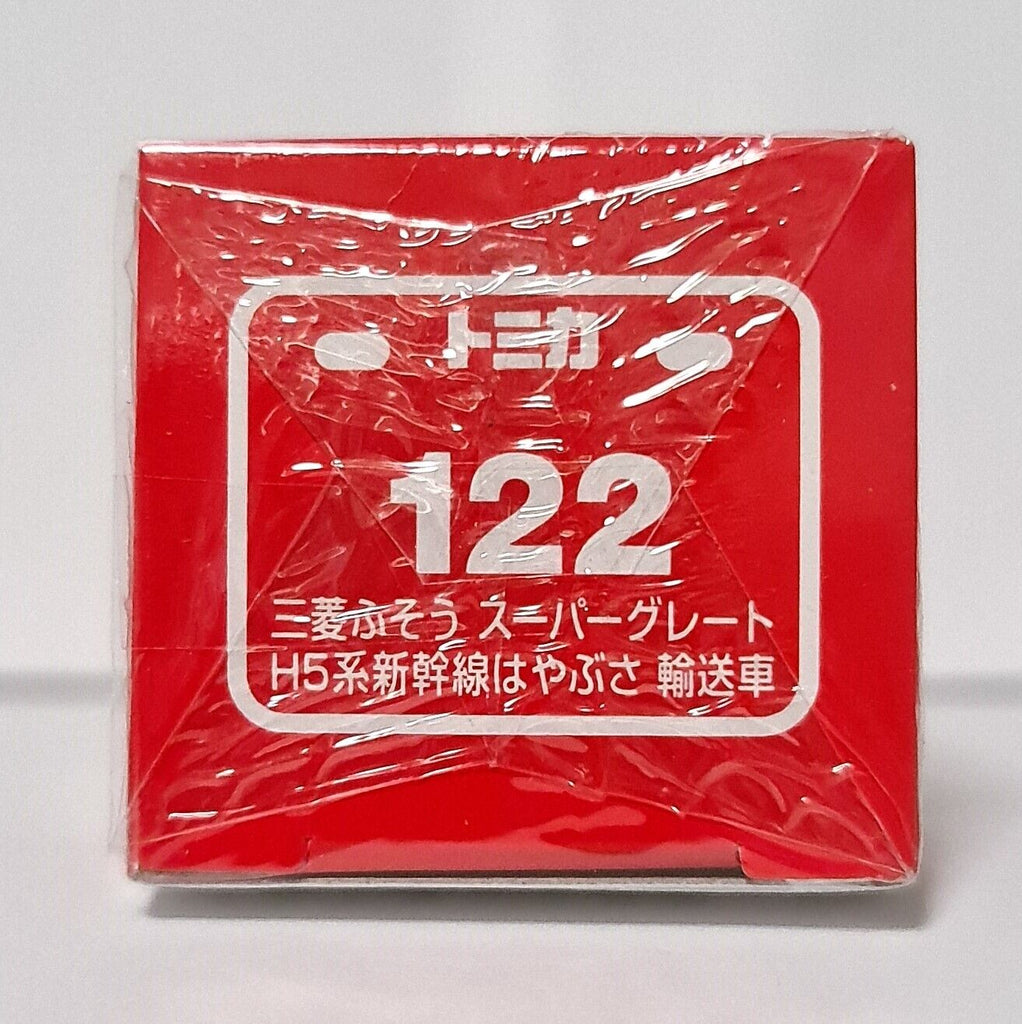 トミカ
122
三菱ふそう スーパーグレート
H5系新幹線はやぶさ 輸送車